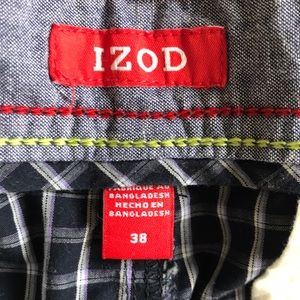 IZOD
FABRIQUE AU
BANGLADESH
HECHO EN
BANGLADESH
38